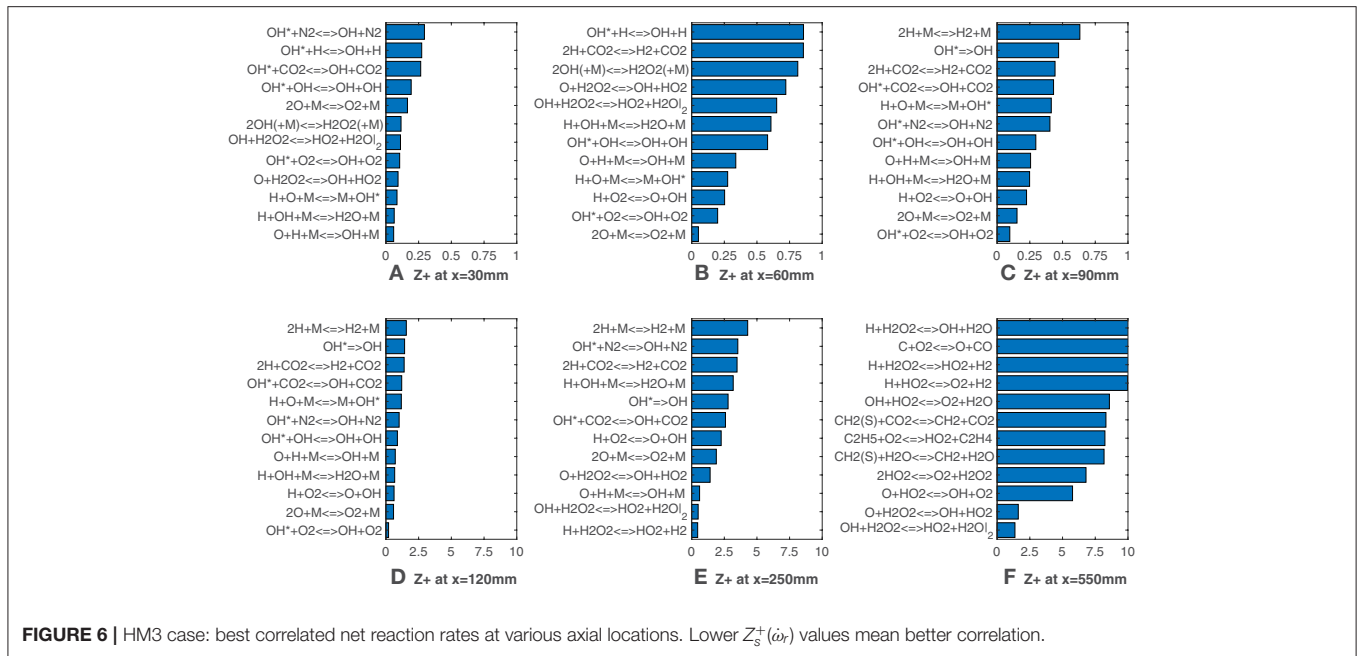 OH*+N2<=>OH+N2
OH*+H<=>OH+H
OH*+CO2<=>OH+CO2
OH*+OH<=>OH+OH
2O+M<=>O2+M
2OH(+M)<=>H2O2(+M)
OH+H2O2<=>HO2+H2O|2
OH*+O2<=>OH+O2
O+H2O2<=>OH+HO2
H+O+M<=>M+OH*
H+OH+M<=>H2O+M
O+H+M<=>OH+M
0 0.25 0.5 0.75 1
A Z+ at x=30mm
OH*+H<=>OH+H
2H+CO2<=>H2+CO2
2OH(+M)<=>H2O2(+M)
O+H2O2<=>OH+HO2
OH+H2O2<=>HO2+H2O|2
H+OH+M<=>H2O+M
OH*+OH<=>OH+OH
O+H+M<=>OH+M
H+O+M<=>M+OH*
H+O2<=>O+OH
OH*+O2<=>OH+O2
2O+M<=>O2+M
0 0.25 0.5 0.75 1
B Z+ at x=60mm
2H+M<=>H2+M
OH*=>OH
2H+CO2<=>H2+CO2
OH*+CO2<=>OH+CO2
H+O+M<=>M+OH*
OH*+N2<=>OH+N2
OH*+OH<=>OH+OH
O+H+M<=>OH+M
H+OH+M<=>H2O+M
H+O2<=>O+OH
2O+M<=>O2+M
OH*+O2<=>OH+O2
0 0.25 0.5 0.75 1
C Z+ at x=90mm
2H+M<=>H2+M
OH*=>OH
2H+CO2<=>H2+CO2
OH*+CO2<=>OH+CO2
H+O+M<=>M+OH*
OH*+N2<=>OH+N2
OH*+OH<=>OH+OH
O+H+M<=>OH+M
H+OH+M<=>H2O+M
H+O2<=>O+OH
2O+M<=>O2+M
OH*+O2<=>OH+O2
0 2.5 5 7.5 10
D Z+ at x=120mm
2H+M<=>H2+M
OH*+N2<=>OH+N2
2H+CO2<=>H2+CO2
H+OH+M<=>H2O+M
OH*=>OH
OH*+CO2<=>OH+CO2
H+O2<=>O+OH
2O+M<=>O2+M
O+H2O2<=>OH+HO2
O+H+M<=>OH+M
OH+H2O2<=>HO2+H2O|2
H+H2O2<=>HO2+H2
0 2.5 5 7.5 10
E Z+ at x=250mm
H+H2O2<=>OH+H2O
C+O2<=>O+CO
H+H2O2<=>HO2+H2
H+HO2<=>O2+H2
OH+HO2<=>O2+H2O
CH2(S)+CO2<=>CH2+CO2
C2H5+O2<=>HO2+C2H4
CH2(S)+H2O<=>CH2+H2O
2HO2<=>O2+H2O2
O+HO2<=>OH+O2
O+H2O2<=>OH+HO2
OH+H2O2<=>HO2+H2O|2
0 2.5 5 7.5 10
F Z+ at x=550mm
FIGURE 6 | HM3 case: best correlated net reaction rates at various axial locations. Lower Z_s^+(ω̇_r) values mean better correlation.